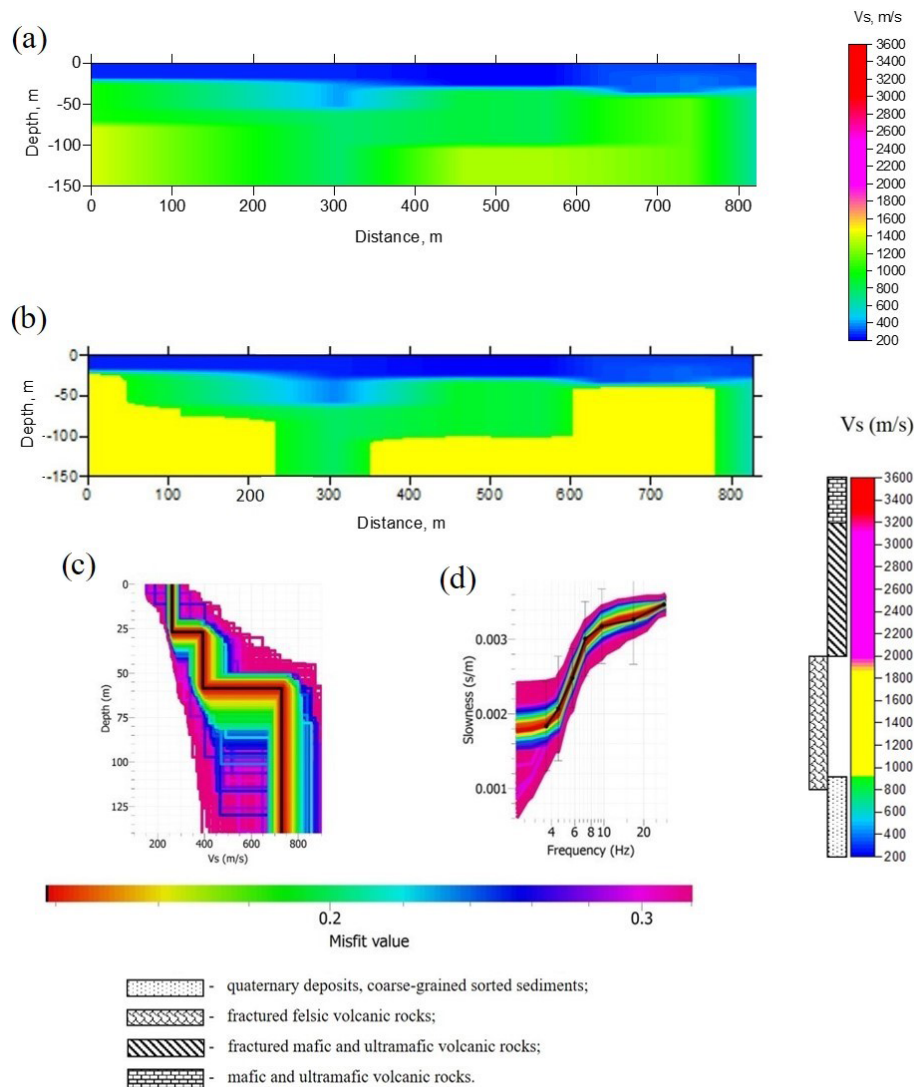 (a)
Depth, m
0
-50
-100
-150
0 100 200 300 400 500 600 700 800
Distance, m
Vs, m/s
3600
3400
3200
3000
2800
2600
2400
2200
2000
1800
1600
1400
1200
1000
800
600
400
200
(b)
Depth, m
0
-50
-100
-150
0 100 200 300 400 500 600 700 800
Distance, m
Vs (m/s)
3600
3400
3200
3000
2800
2600
2400
2200
2000
1800
1600
1400
1200
1000
800
600
400
200
(c)
Depth (m)
0
25
50
75
100
125
200 400 600 800
Vs (m/s)
(d)
Slowness (s/m)
0.003
0.002
0.001
4 6 8 10 20
Frequency (Hz)
0.2 0.3
Misfit value
- quaternary deposits, coarse-grained sorted sediments;
- fractured felsic volcanic rocks;
- fractured mafic and ultramafic volcanic rocks;
- mafic and ultramafic volcanic rocks.